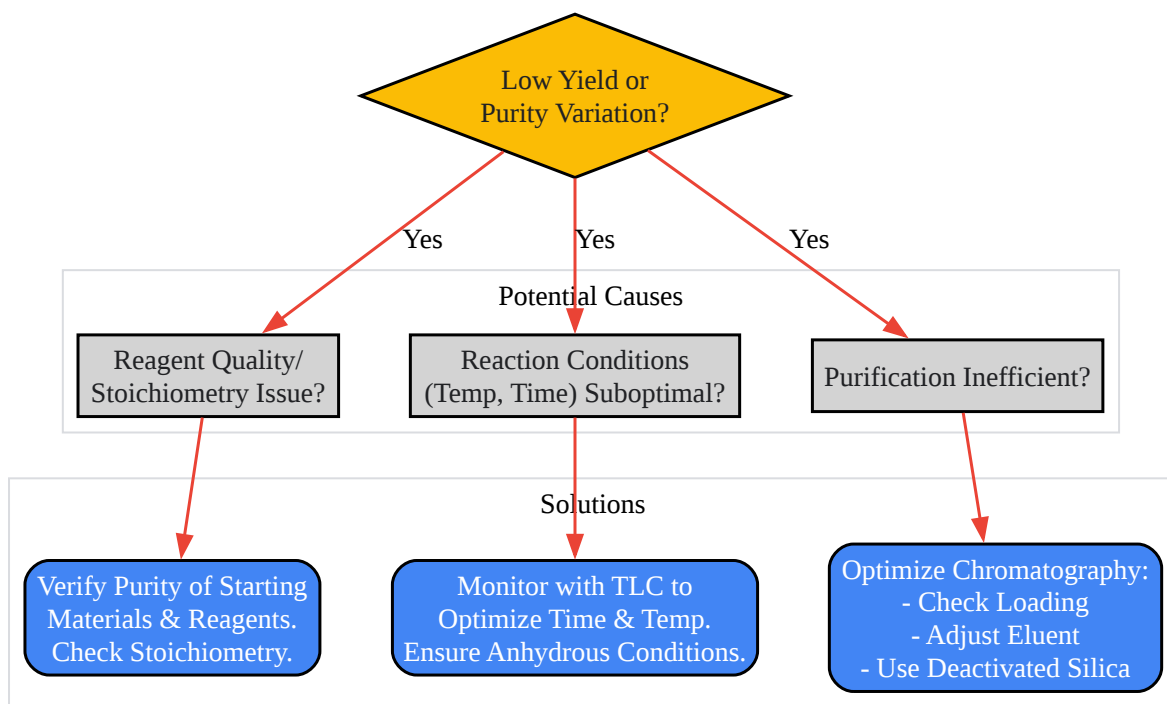 Low Yield or
Purity Variation?
Yes
Yes
Yes
Potential Causes
Reagent Quality/
Stoichiometry Issue?
Reaction Conditions
(Temp, Time) Suboptimal?
Purification Inefficient?
Solutions
Verify Purity of Starting
Materials & Reagents.
Check Stoichiometry.
Monitor with TLC to
Optimize Time & Temp.
Ensure Anhydrous Conditions.
Optimize Chromatography:
- Check Loading
- Adjust Eluent
- Use Deactivated Silica